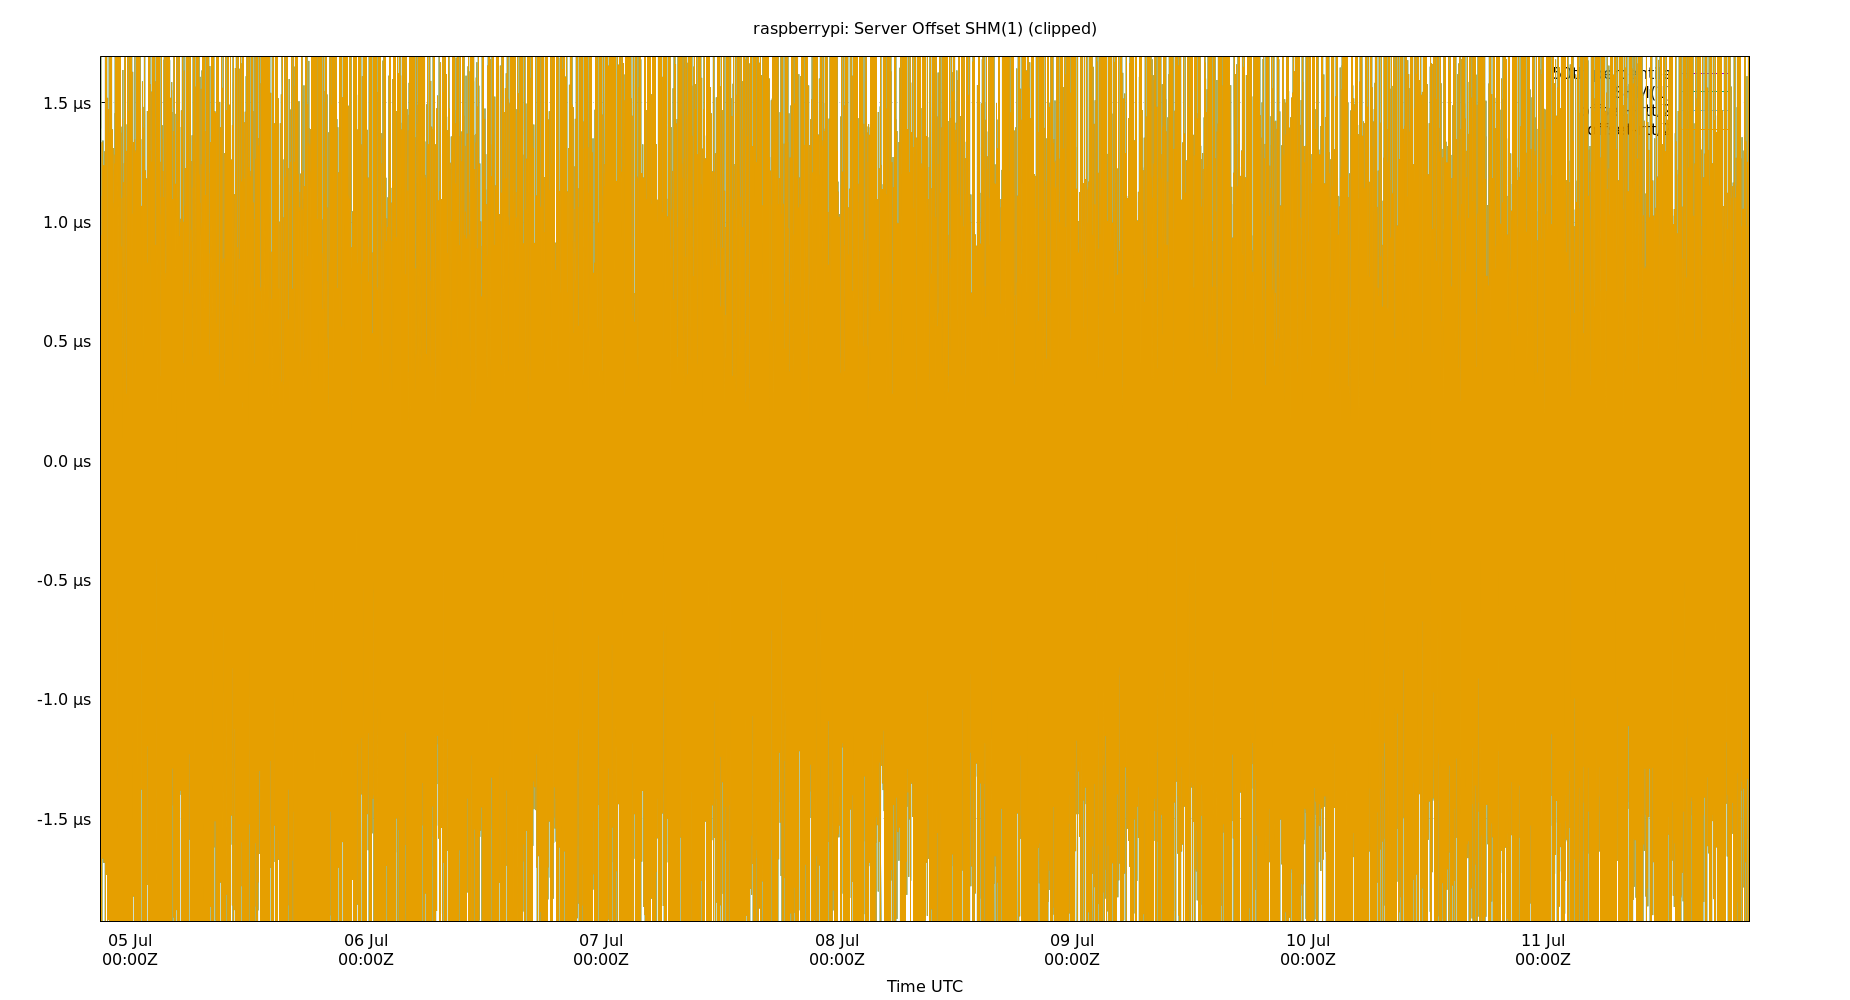 raspberrypi: Server Offset SHM(1) (clipped)
1.5 µs
1.0 µs
0.5 µs
0.0 µs
-0.5 µs
-1.0 µs
-1.5 µs
05 Jul 06 Jul 07 Jul 08 Jul 09 Jul 10 Jul 11 Jul
00:00Z 00:00Z 00:00Z 00:00Z 00:00Z 00:00Z 00:00Z
Time UTC